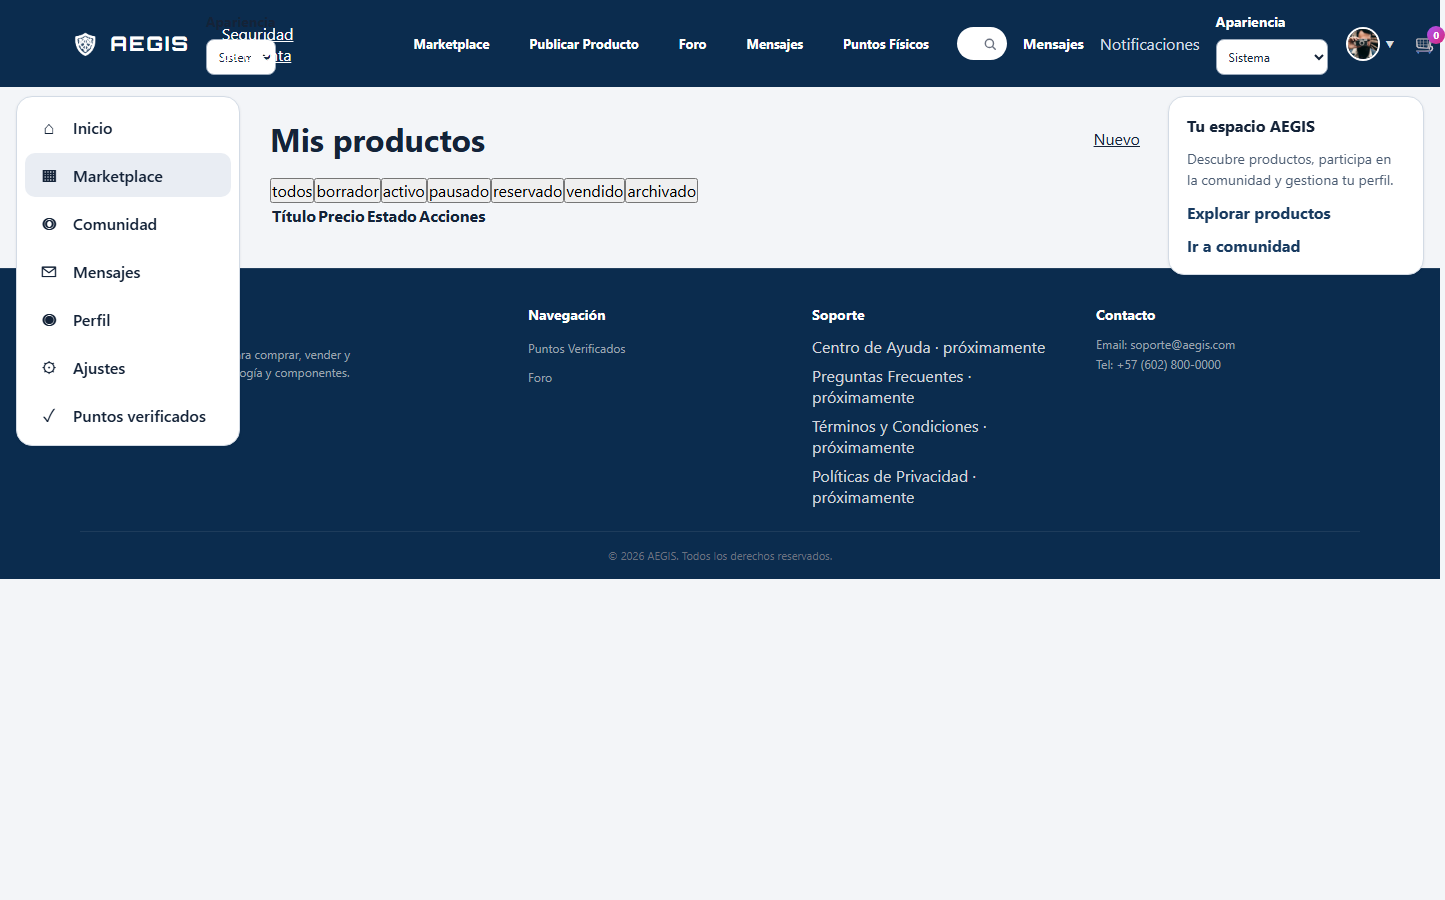 AEGIS
Apariencia
Seguridad
Sistema
Marketplace
Publicar Producto
Foro
Mensajes
Puntos Físicos
Mensajes
Notificaciones
Apariencia
Sistema
0
Inicio
Marketplace
Comunidad
Mensajes
Perfil
Ajustes
Puntos verificados
Mis productos
Nuevo
todos borrador activo pausado reservado vendido archivado
Título Precio Estado Acciones
Tu espacio AEGIS
Descubre productos, participa en
la comunidad y gestiona tu perfil.
Explorar productos
Ir a comunidad
comprar, vender y
y componentes.
Navegación
Puntos Verificados
Foro
Soporte
Centro de Ayuda · próximamente
Preguntas Frecuentes ·
próximamente
Términos y Condiciones ·
próximamente
Políticas de Privacidad ·
próximamente
Contacto
Email: soporte@aegis.com
Tel: +57 (602) 800-0000
© 2026 AEGIS. Todos los derechos reservados.